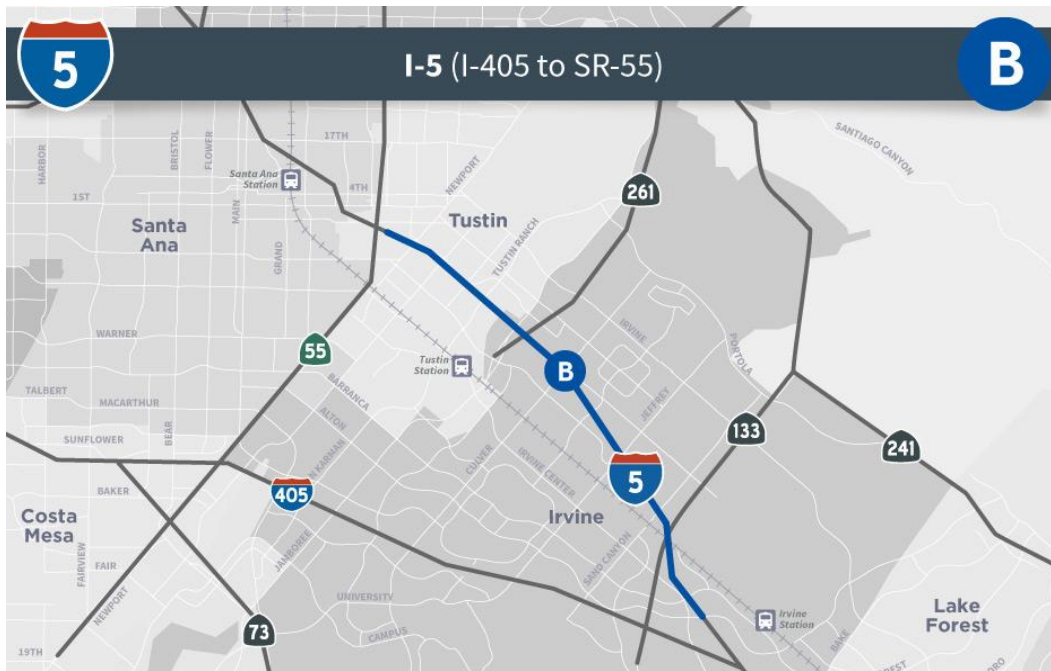 5
I-5 (I-405 to SR-55)
B
SANTIAGO CANYON
HARBOR
BRISTOL
FLOWER
17TH
Santa Ana
Station
4TH
NEWPORT
261
1ST
MAIN
Santa
Ana
Tustin
GRAND
TUSTIN RANCH
WARNER
55
IRVINE
PORTOLA
Tustin
Station
B
BARRANCA
TALBERT
MACARTHUR
ALTON
JEFFREY
SUNFLOWER
BEAR
133
241
CULVER
IRVINE CENTER
5
BAKER
405
Costa
Mesa
Irvine
JAMBOREE
SAND CANYON
FAIRVIEW
FAIR
NEWPORT
UNIVERSITY
73
CAMPUS
Irvine
Station
BAKE
Lake
Forest
19TH